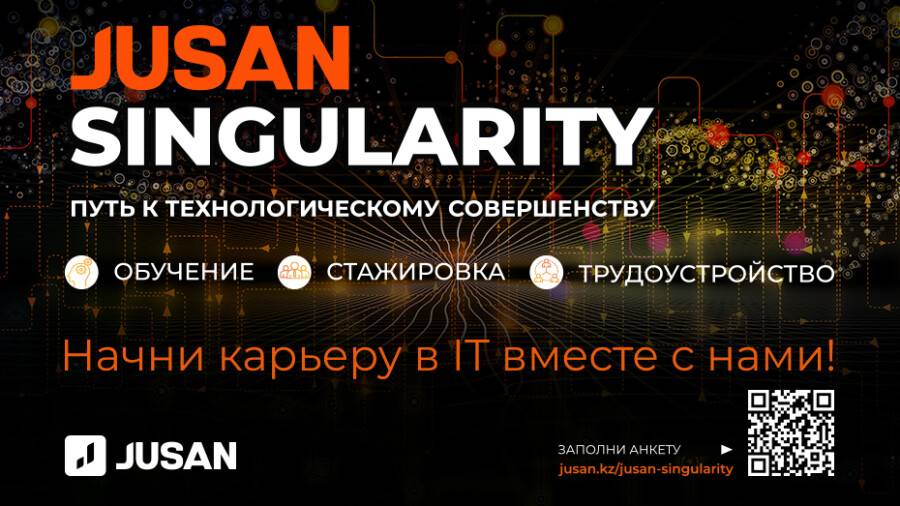 JUSAN
SINGULARITY
ПУТЬ К ТЕХНОЛОГИЧЕСКОМУ СОВЕРШЕНСТВУ
ОБУЧЕНИЕ СТАЖИРОВКА ТРУДОУСТРОЙСТВО
Начни карьеру в IT вместе с нами!
JUSAN
ЗАПОЛНИ АНКЕТУ
jusan.kz/jusan-singularity